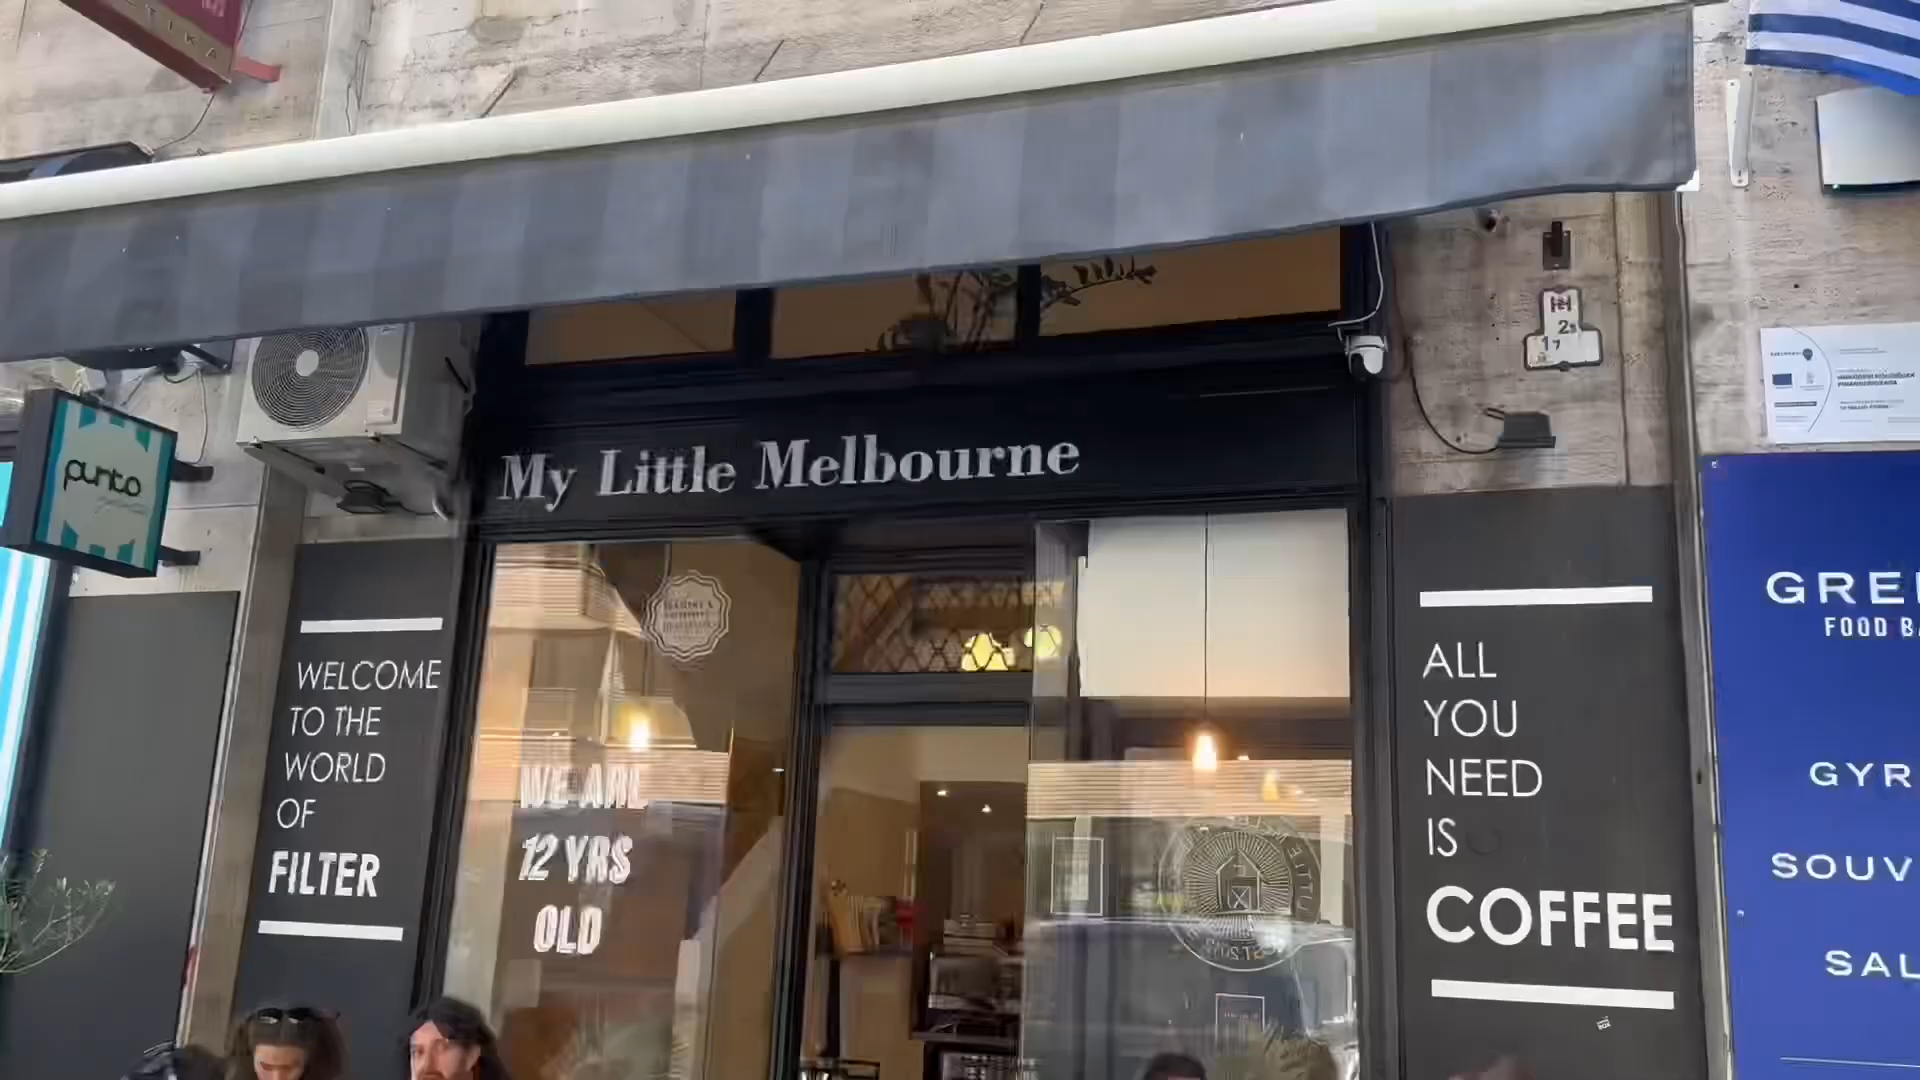 TIKA
punto
My Little Melbourne
WELCOME
TO THE
WORLD
OF
FILTER
WE ARE
12 YRS
OLD
ALL
YOU
NEED
IS
COFFEE
GRE
FOOD BA
GYR
SOUV
SAL